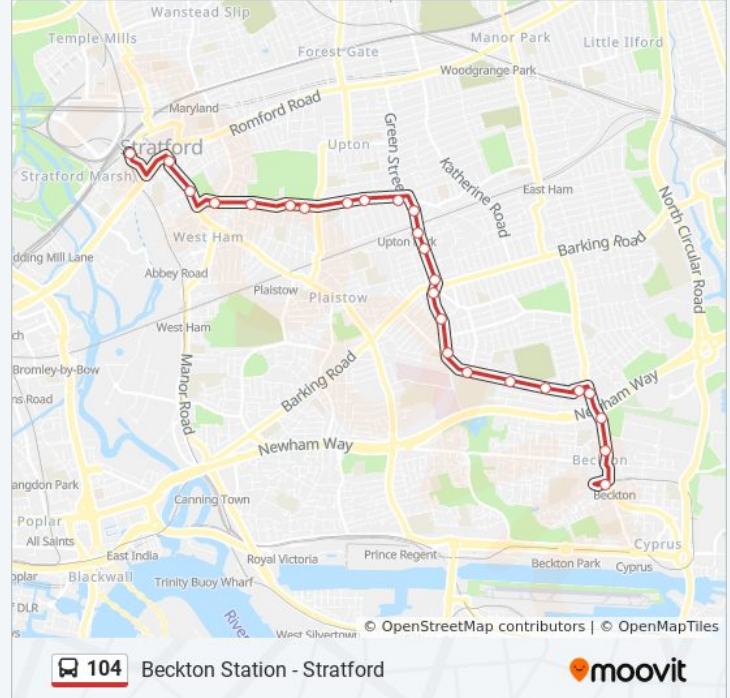 Wanstead Slip
Temple Mills
Manor Park
Little Ilford
Forest Gate
Woodgrange Park
Maryland
Romford Road
Stratford
Upton
Green Stree
Stratford Marsh
Katherine Road
East Ham
North Circular Road
West Ham
Upton Park
Barking Road
dding Mill Lane
Abbey Road
Plaistow
Plaistow
ch
West Ham
Bromley-by-Bow
Manor Road
Barking Road
Newham Way
ns Road
Newham Way
Beckton
angdon Park
Canning Town
Beckton
Poplar
All Saints
East India
Royal Victoria
Prince Regent
Cyprus
Beckton Park
Cyprus
oplar
Blackwall
Trinity Buoy Wharf
DLR
River
West Silvertown
© OpenStreetMap contributors | © OpenMapTiles
104 Beckton Station - Stratford
moovit